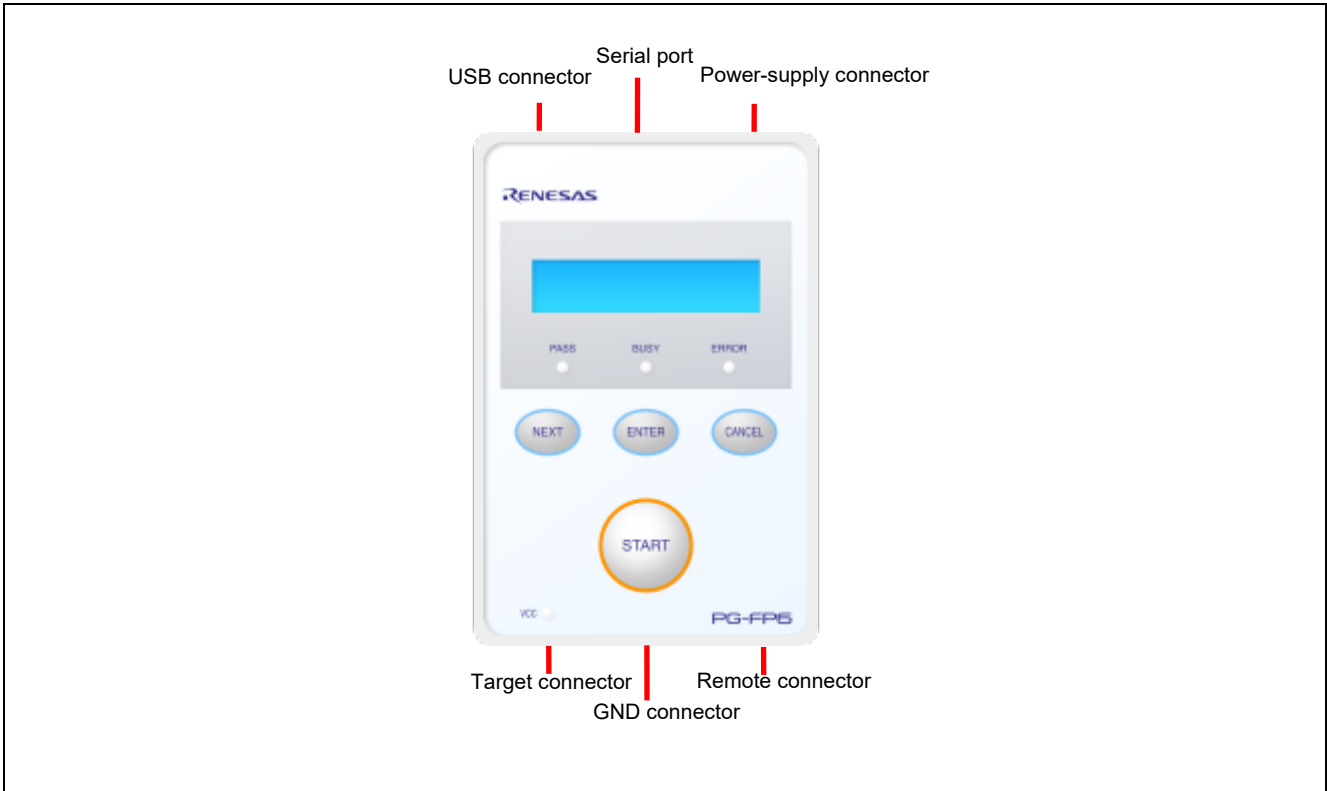 Serial port
USB connector
Power-supply connector
RENESAS
PASS BUSY ERROR
NEXT ENTER CANCEL
START
VCC
PG-FP6
Target connector
Remote connector
GND connector